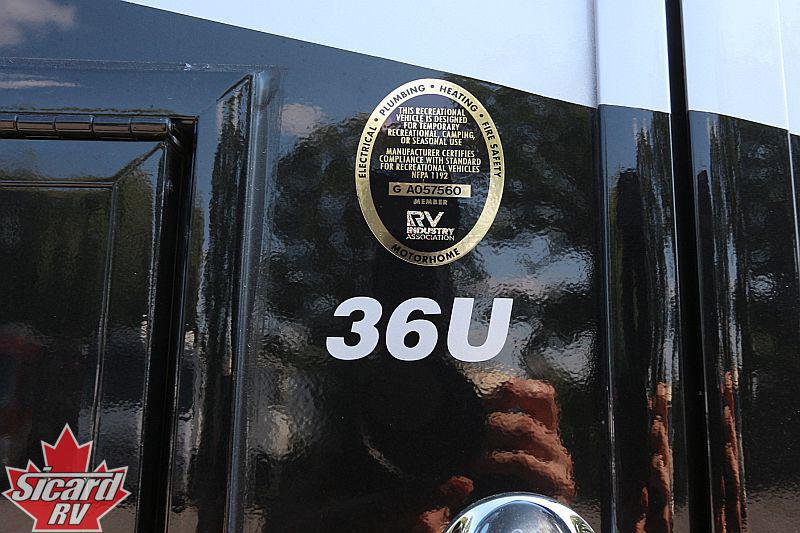 ELECTRICAL • PLUMBING • HEATING • FIRE SAFETY
THIS RECREATIONAL
VEHICLE IS DESIGNED
FOR TEMPORARY
RECREATIONAL, CAMPING,
OR SEASONAL USE
MANUFACTURER CERTIFIES
COMPLIANCE WITH STANDARD
FOR RECREATIONAL VEHICLES
NFPA 1192
G A057560
MEMBER
RV
INDUSTRY
ASSOCIATION
MOTORHOME
36U
Sicard
RV